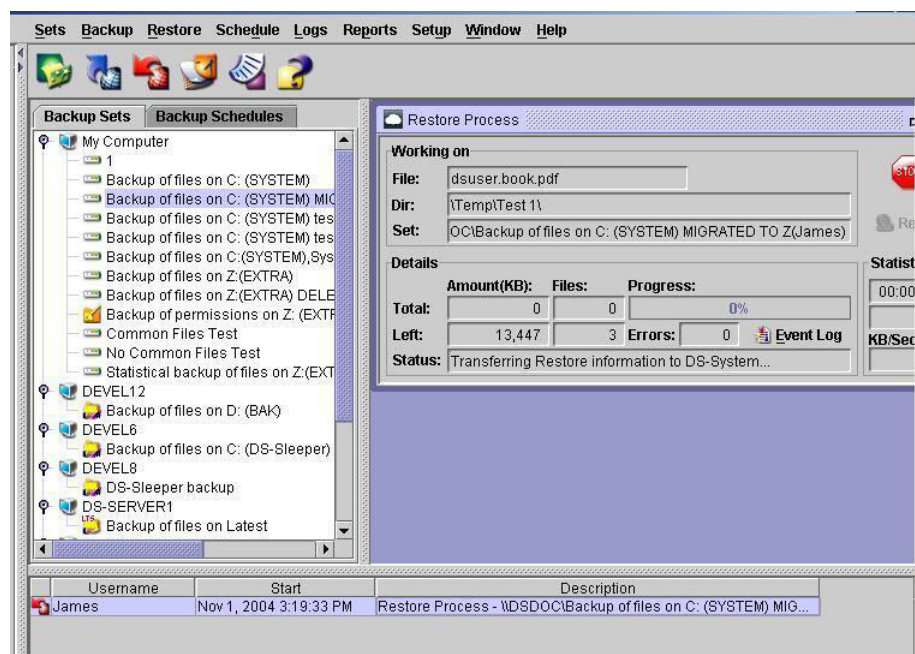 Sets Backup Restore Schedule Logs Reports Setup Window Help
Backup Sets Backup Schedules
My Computer
1
Backup of files on C: (SYSTEM)
Backup of files on C: (SYSTEM) MIG
Backup of files on C: (SYSTEM) tes
Backup of files on C: (SYSTEM) tes
Backup of files on C:(SYSTEM),Sys
Backup of files on Z:(EXTRA)
Backup of files on Z:(EXTRA) DELE
Backup of permissions on Z: (EXTR
Common Files Test
No Common Files Test
Statistical backup of files on Z:(EXT
DEVEL12
Backup of files on D: (BAK)
DEVEL6
Backup of files on C: (DS-Sleeper)
DEVEL8
DS-Sleeper backup
DS-SERVER1
LTS
Backup of files on Latest
Restore Process
Working on
File: dsuser.book.pdf
Dir: \Temp\Test 1\
Set: OC\Backup of files on C: (SYSTEM) MIGRATED TO Z(James)
STO
Re
Details
Amount(KB): Files: Progress:
Total: 0 0 0%
Left: 13,447 3 Errors: 0 Event Log
Status: Transferring Restore information to DS-System...
Statist
00:00
KB/Sec
Username Start Description
James Nov 1, 2004 3:19:33 PM Restore Process - \\DSDOC\Backup of files on C: (SYSTEM) MIG...